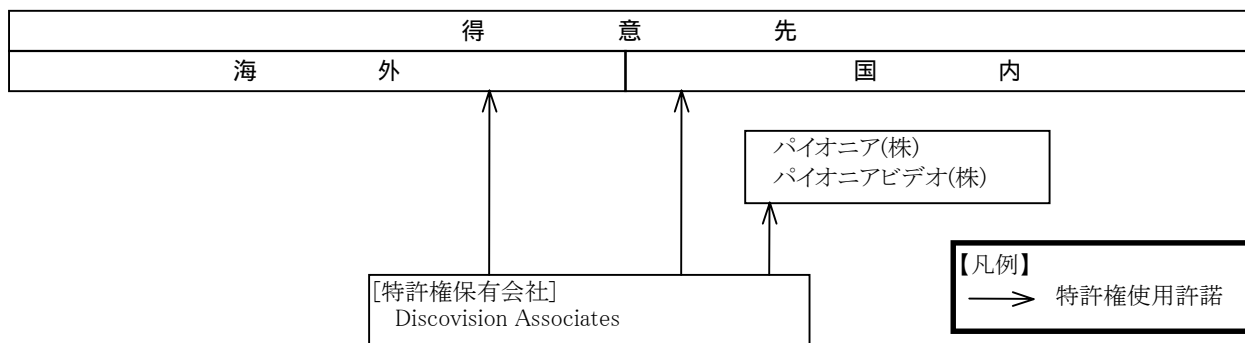 得意先
海外 国内
パイオニア(株)
パイオニアビデオ(株)
【凡例】
特許権使用許諾
[特許権保有会社]
Discovision Associates